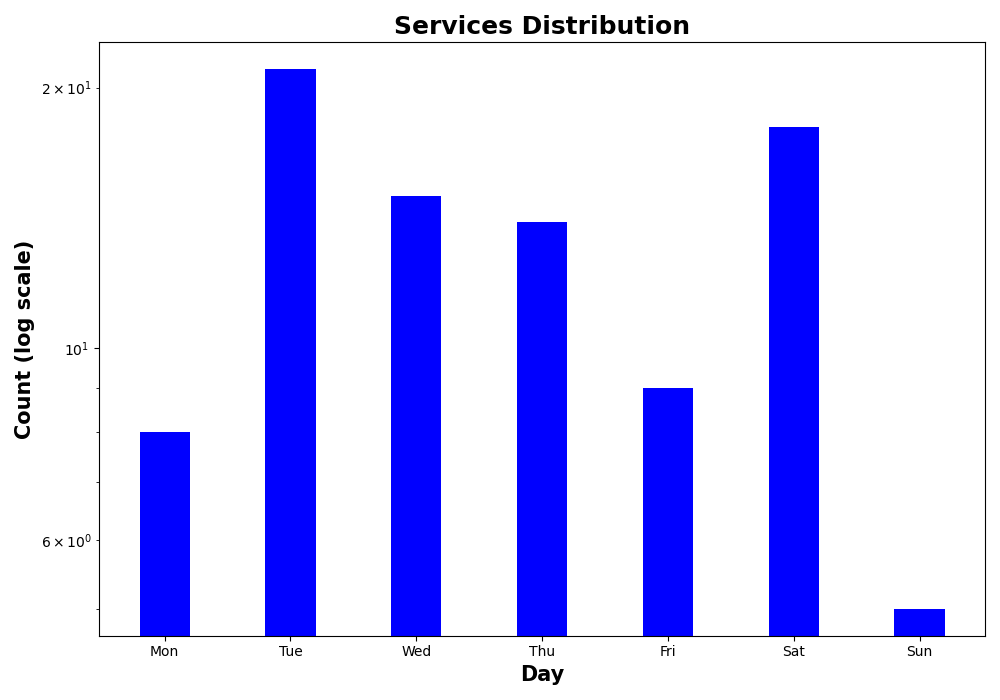 Services Distribution
Count (log scale)
2 × 10¹
10¹
6 × 10⁰
Mon Tue Wed Thu Fri Sat Sun
Day